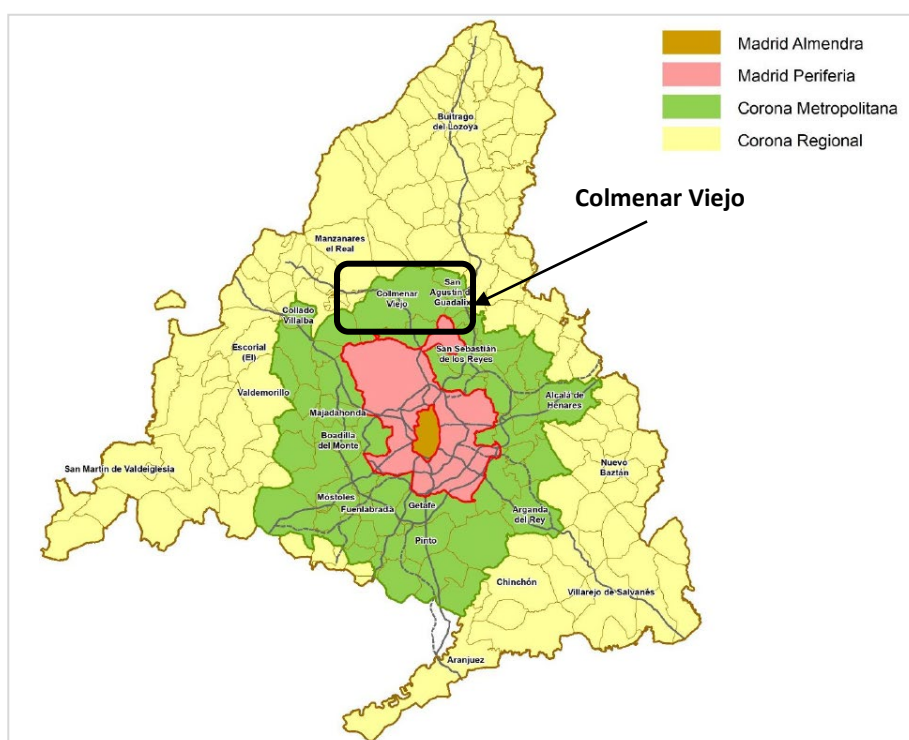 Madrid Almendra
Madrid Periferia
Corona Metropolitana
Corona Regional
Buitrago
del Lozoya
Colmenar Viejo
Manzanares
el Real
San
Agustín d
Guadalix
Collmenar
Viejo
Collado
Villalba
San Sebastián
de los Reyes
Escorial
(El)
Valdemorillo
Alcalá de
Henares
Majadahonda
Boadilla
del Monte
San Martín de Valdeiglesia
Nuevo
Baztán
Móstoles
Fuenlabrada
Getafe
Arganda
del Rey
Pinto
Chinchón
Villarejo de Salvanés
Aranjuez